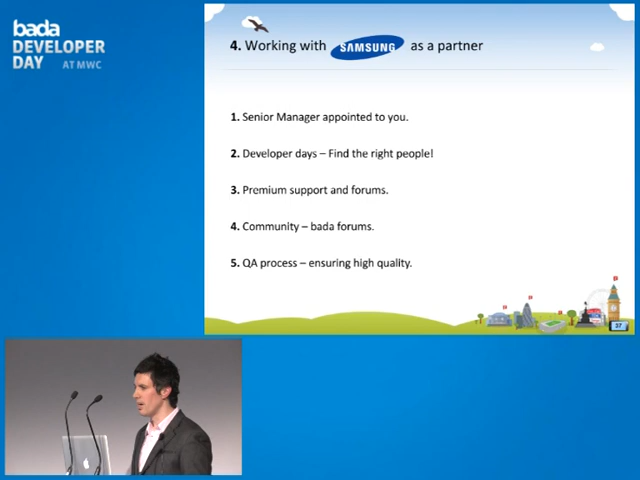 bada
DEVELOPER
DAY AT MWC
4. Working with SAMSUNG as a partner
1. Senior Manager appointed to you.
2. Developer days – Find the right people!
3. Premium support and forums.
4. Community – bada forums.
5. QA process – ensuring high quality.
37